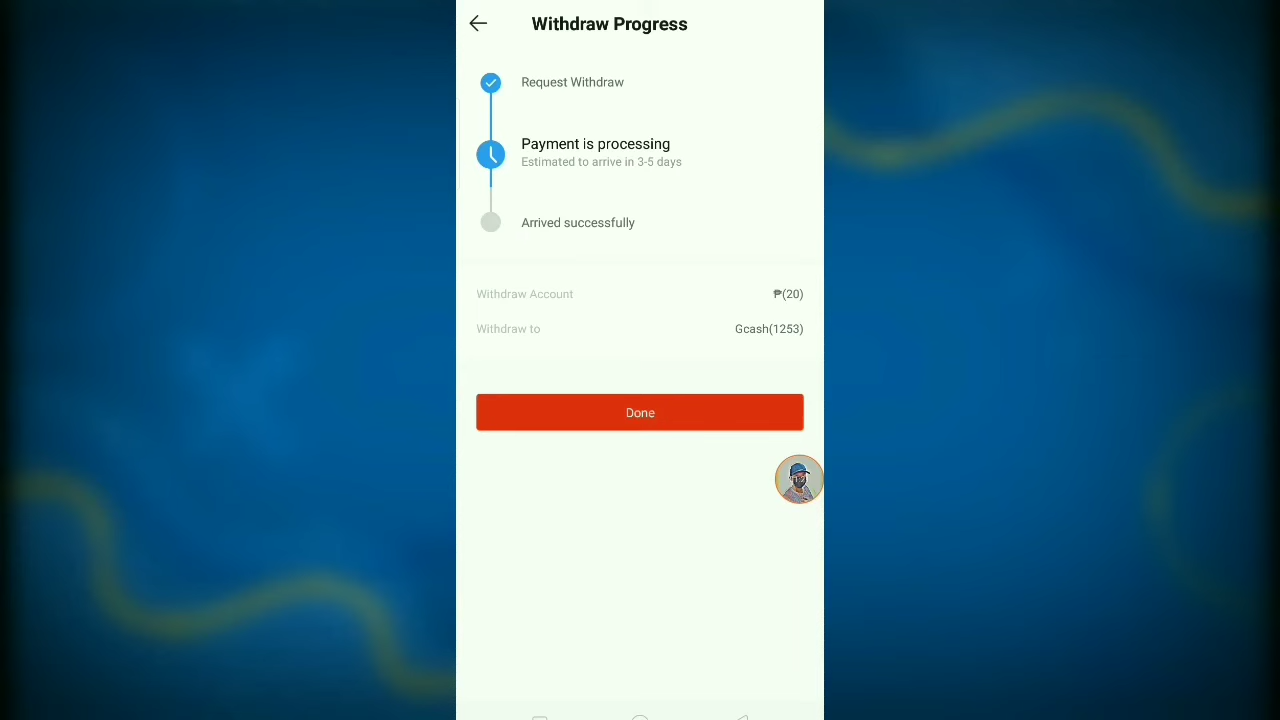 Withdraw Progress
Request Withdraw
Payment is processing
Estimated to arrive in 3-5 days
Arrived successfully
Withdraw Account ₱(20)
Withdraw to Gcash(1253)
Done